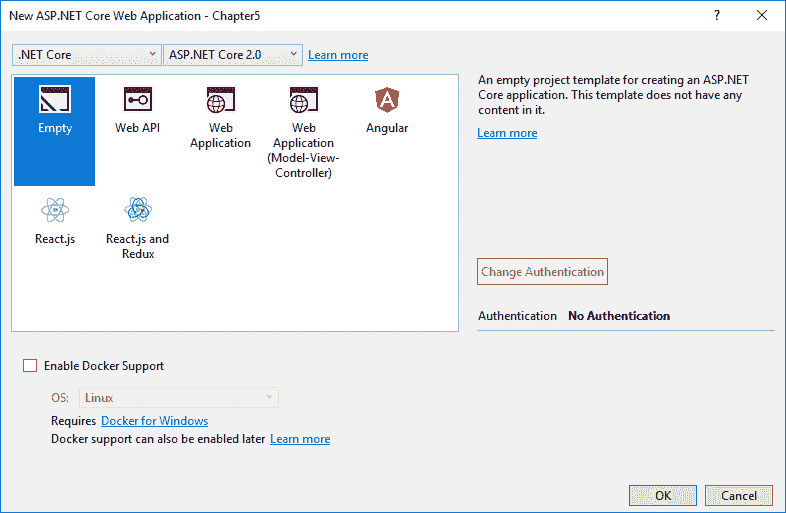 New ASP.NET Core Web Application - Chapter5
.NET Core
ASP.NET Core 2.0
Learn more
Empty
Web API
Web
Application
Web
Application
(Model-View-
Controller)
Angular
React.js
React.js and
Redux
An empty project template for creating an ASP.NET
Core application. This template does not have any
content in it.
Learn more
Change Authentication
Authentication No Authentication
Enable Docker Support
OS: Linux
Requires Docker for Windows
Docker support can also be enabled later Learn more
OK
Cancel